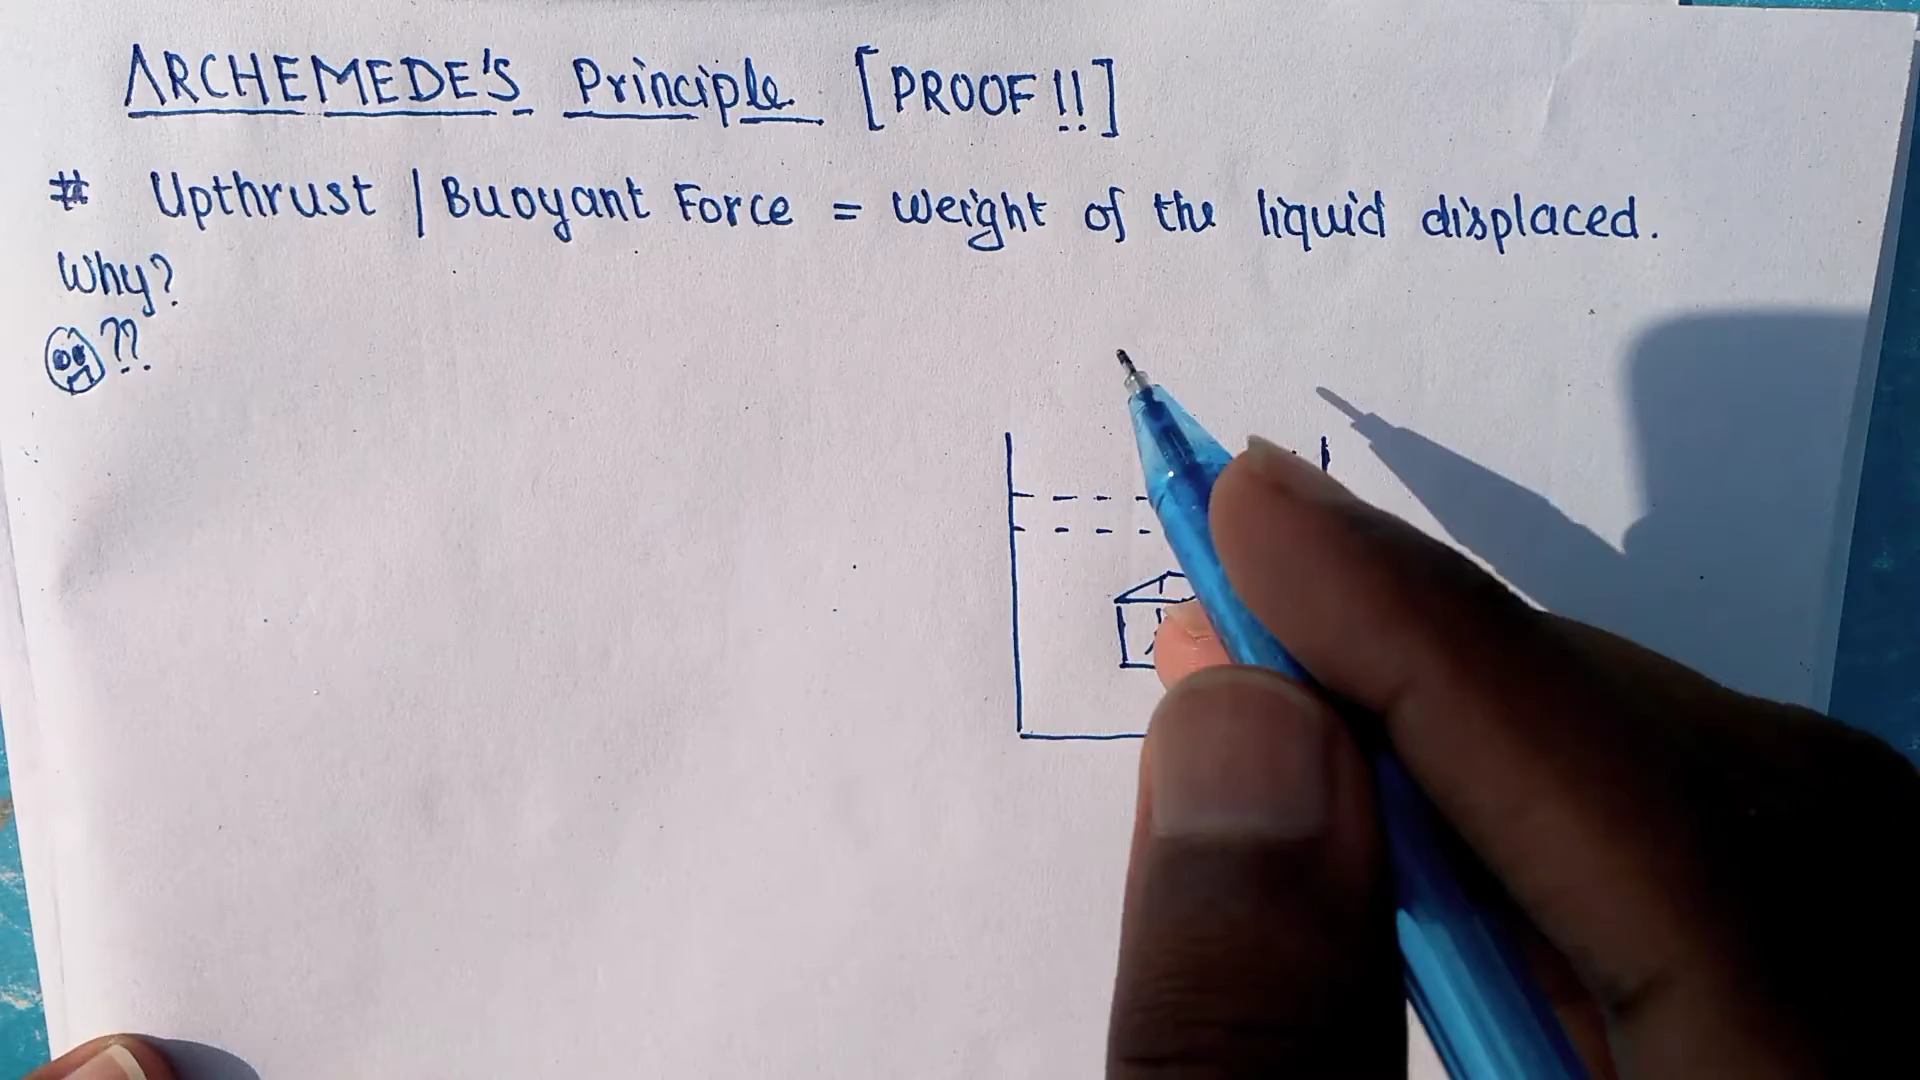 ARCHEMEDE'S Principle. [PROOF!!]
# Upthrust / Buoyant Force = Weight of the liquid displaced.
Why?
??